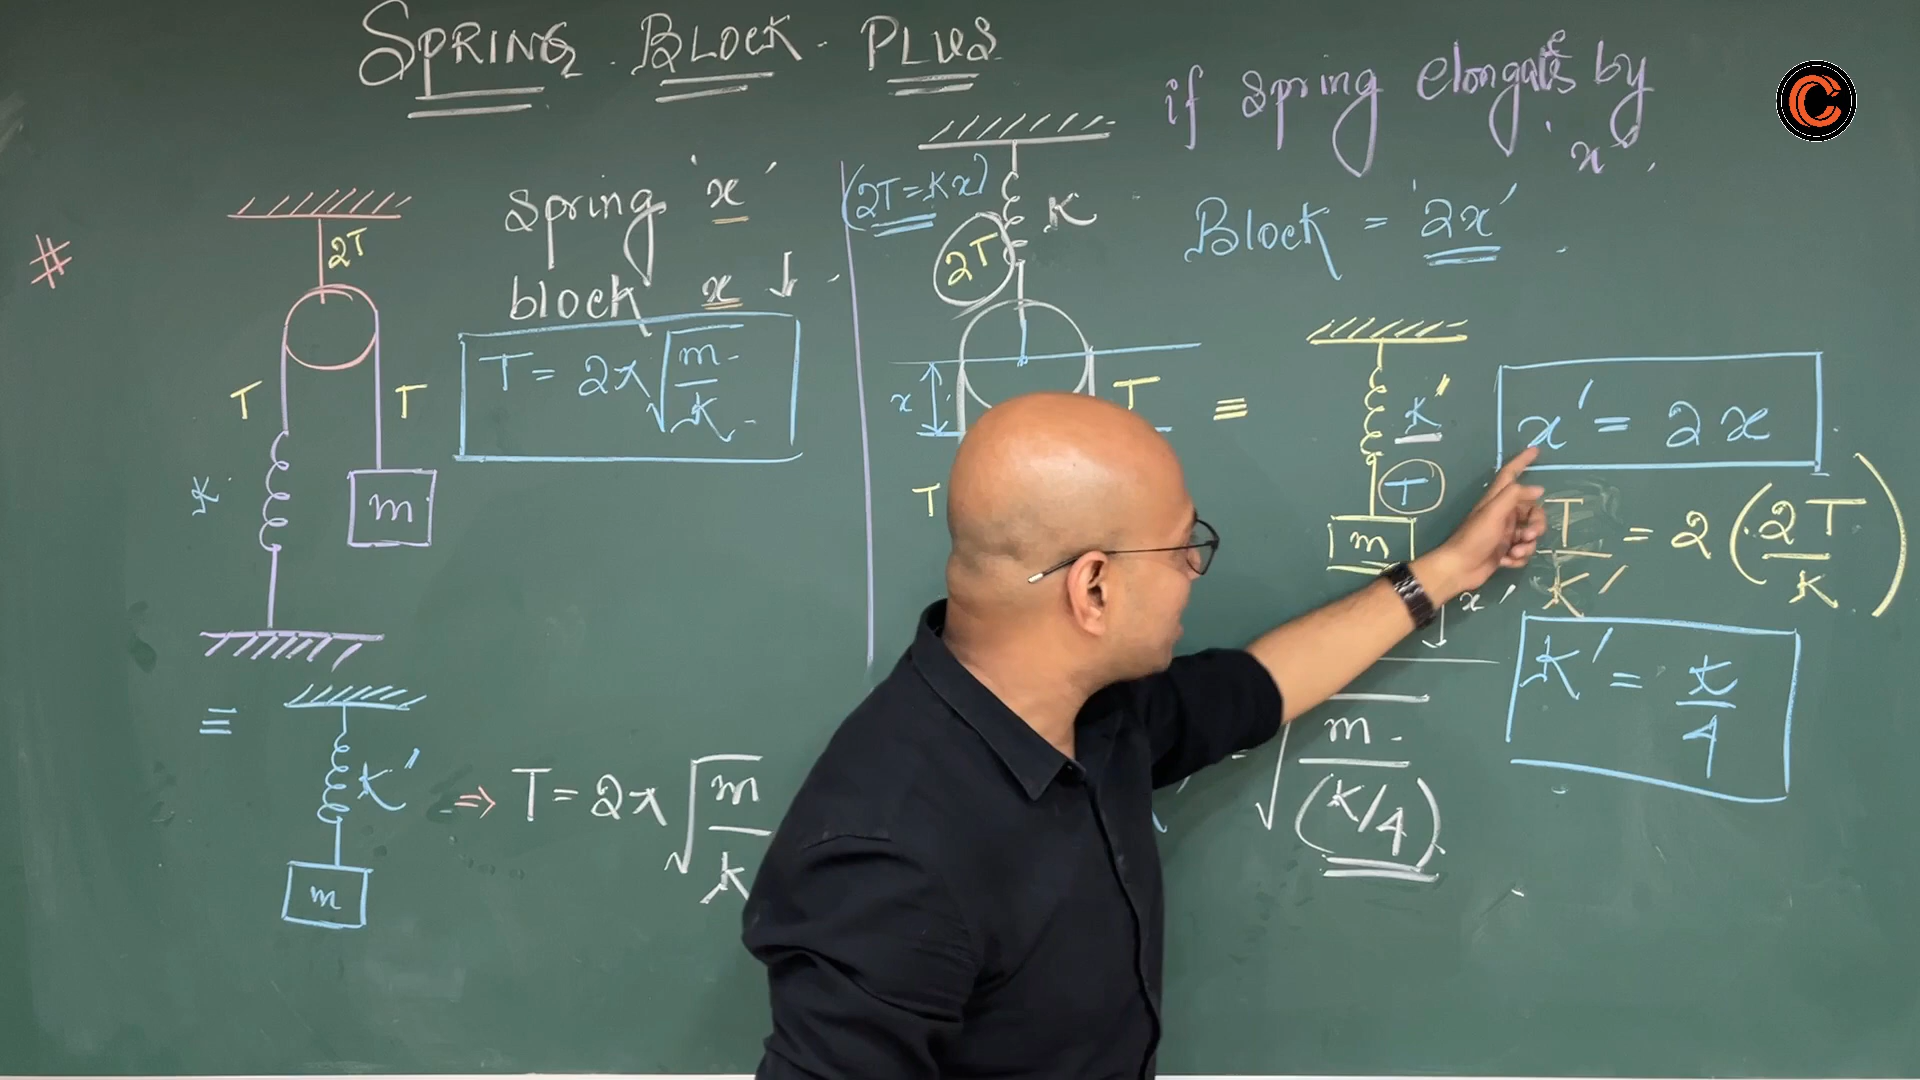 SPRING BLOCK PLUS
#
2T
T
T
K
m
Spring 'x'
block x ↓
T = 2π√(m/k)
≡
K'
m
⇒ T = 2π√(m/k)
(2T = Kx)
K
2T
x
T
T
if spring elongates by 'x',
Block = '2x'
≡
K'
T
m
x'
x' = 2x
T/K' = 2(2T/K)
K' = K/4
√(m/(K/4))